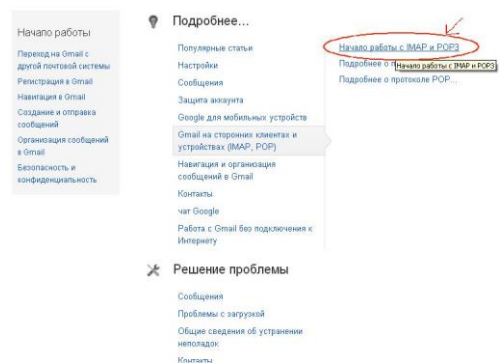 Начало работы
Переход на Gmail с
другой почтовой системы
Регистрация в Gmail
Навигация в Gmail
Создание и отправка
сообщений
Организация сообщений
в Gmail
Безопасность и
конфиденциальность
Подробнее...
Популярные статьи
Настройки
Сообщения
Защита аккаунта
Google для мобильных устройств
Gmail на сторонних клиентах и
устройствах (IMAP, POP)
Навигация и организация
сообщений в Gmail
Контакты
чат Google
Работа с Gmail без подключения к
Интернету
Начало работы с IMAP и POP3
Подробнее о п
Начало работы с IMAP и POP3
Подробнее о протоколе POP...
Решение проблемы
Сообщения
Проблемы с загрузкой
Общие сведения об устранении
неполадок
Контакты